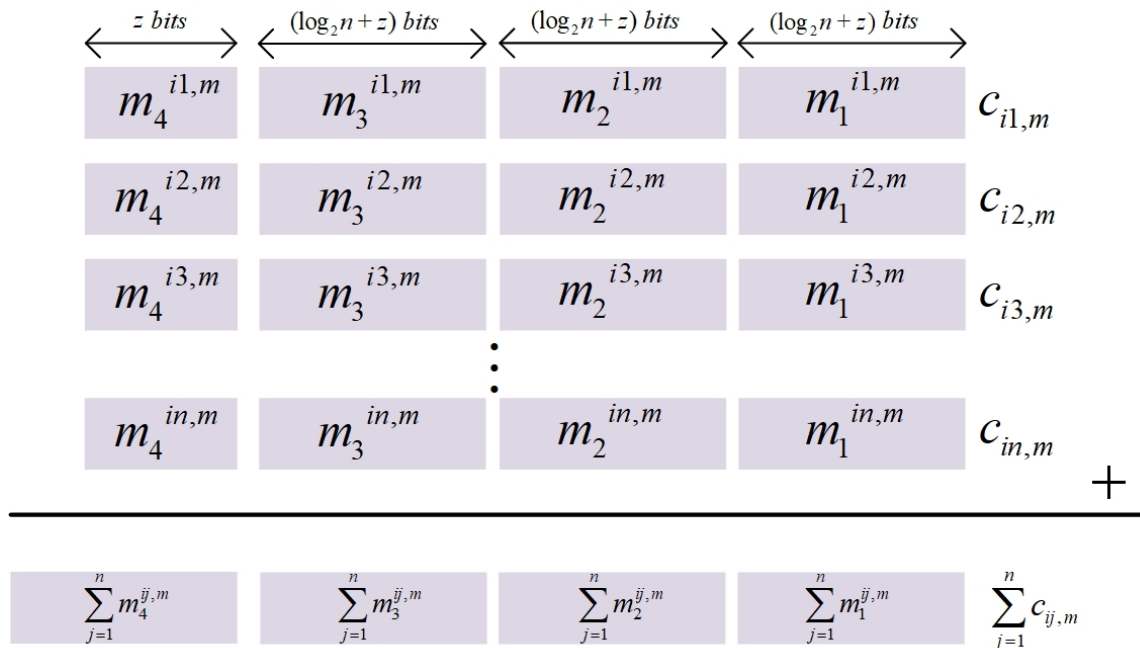 z bits (log₂n + z) bits (log₂n + z) bits (log₂n + z) bits
m₄^{i1,m} m₃^{i1,m} m₂^{i1,m} m₁^{i1,m} c_{i1,m}
m₄^{i2,m} m₃^{i2,m} m₂^{i2,m} m₁^{i2,m} c_{i2,m}
m₄^{i3,m} m₃^{i3,m} m₂^{i3,m} m₁^{i3,m} c_{i3,m}
⋮
m₄^{in,m} m₃^{in,m} m₂^{in,m} m₁^{in,m} c_{in,m}
+
∑_{j=1}^{n} m₄^{ij,m} ∑_{j=1}^{n} m₃^{ij,m} ∑_{j=1}^{n} m₂^{ij,m} ∑_{j=1}^{n} m₁^{ij,m} ∑_{j=1}^{n} c_{ij,m}